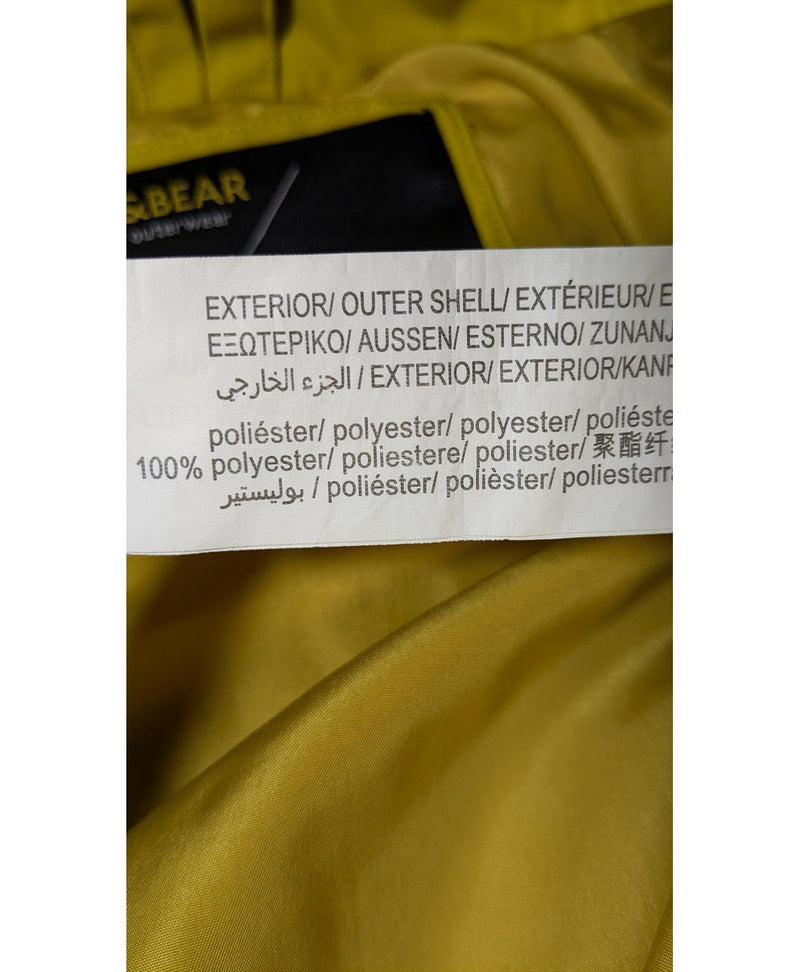 &BEAR
outerwear
EXTERIOR/ OUTER SHELL/ EXTÉRIEUR/ E
ΕΞΩΤΕΡΙΚΟ/ AUSSEN/ ESTERNO/ ZUNANJ
الجزء الخارجي / EXTERIOR/ EXTERIOR/KANP
poliéster/ polyester/ polyester/ poliéste
100% polyester/ poliestere/ poliester/ 聚酯纤
بوليستير / poliéster/ polièster/ poliesterra